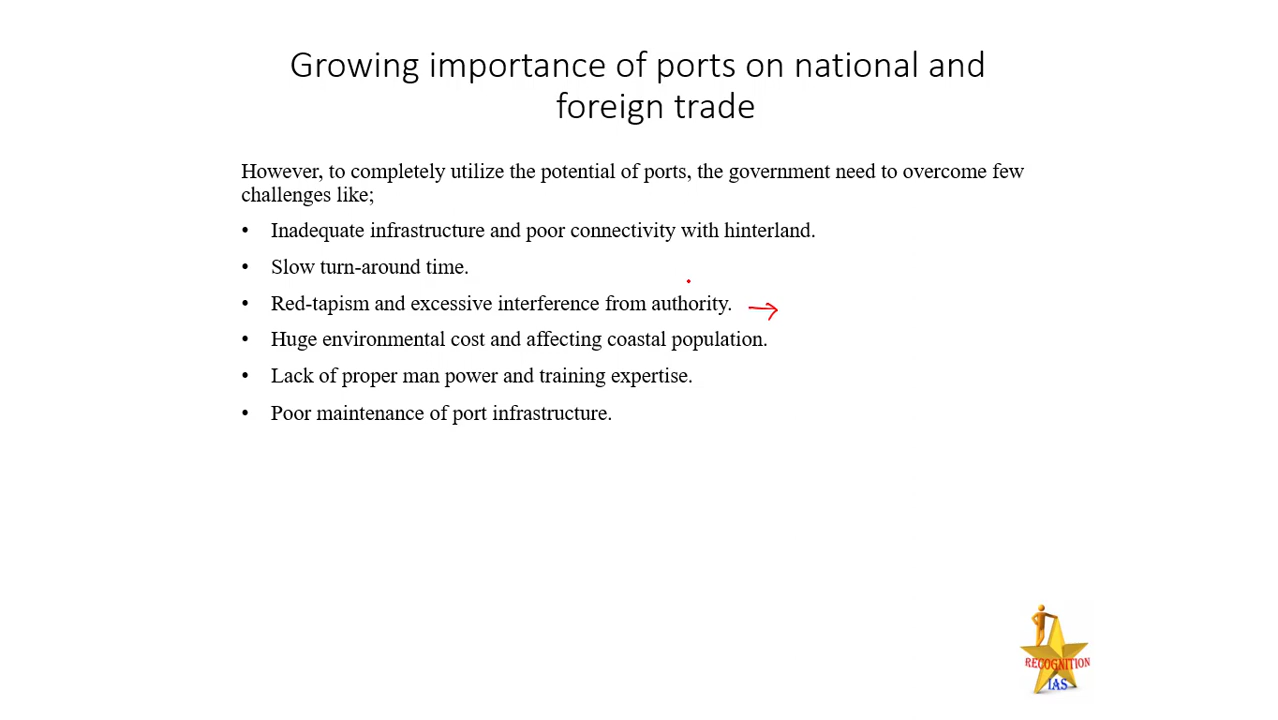 Growing importance of ports on national and
foreign trade
However, to completely utilize the potential of ports, the government need to overcome few
challenges like;
• Inadequate infrastructure and poor connectivity with hinterland.
• Slow turn-around time.
• Red-tapism and excessive interference from authority.
• Huge environmental cost and affecting coastal population.
• Lack of proper man power and training expertise.
• Poor maintenance of port infrastructure.
RECOGNITION
IAS